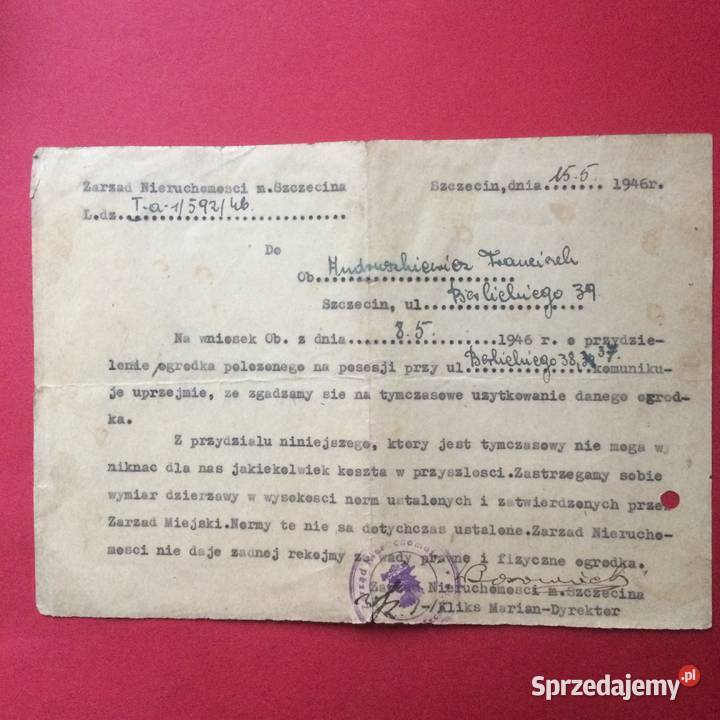 Zarzad Nieruchomosci m.Szczecina
Szczecin,dnia 15.5 1946r.
L.dz. T-a-1/592/46
Do
Ob. Andruszkiewicz Franciszek
Szczecin, ul. 39
Na wniosek Ob. z dnia 8.5 1946 r. o przydzie-
lenie ogrodka polozonego na posesji przy ul. 38, 37. komuniku-
je uprzejmie, ze zgadzamy sie na tymczasowe uzytkowanie danego ogrod-
ka.
Z przydzialu niniejszego, ktory jest tymczasowy nie moga wy
niknac dla nas jakiekolwiek koszta w przyszlosci.Zastrzegamy sobie
wymiar dzierzawy w wysokosci norm ustalonych i zatwierdzonych przez
Zarzad Miejski.Normy te nie sa dotychczas ustalone.Zarzad Nierucho-
mosci nie daje zadnej rekojmy za wady prawne i fizyczne ogrodka.
Zarzad Nieruchomosci m.Szczecina
Kliks Marian-Dyrektor
Sprzedajemy.pl